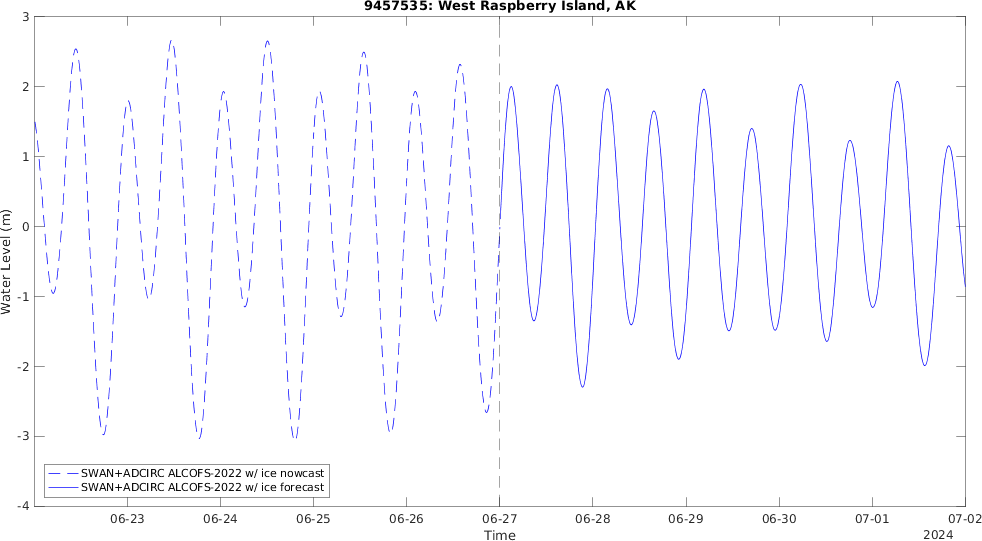 9457535: West Raspberry Island, AK
3
2
1
0
-1
-2
-3
-4
Water Level (m)
SWAN+ADCIRC ALCOFS-2022 w/ ice nowcast
SWAN+ADCIRC ALCOFS-2022 w/ ice forecast
06-23 06-24 06-25 06-26 06-27 06-28 06-29 06-30 07-01 07-02
Time
2024